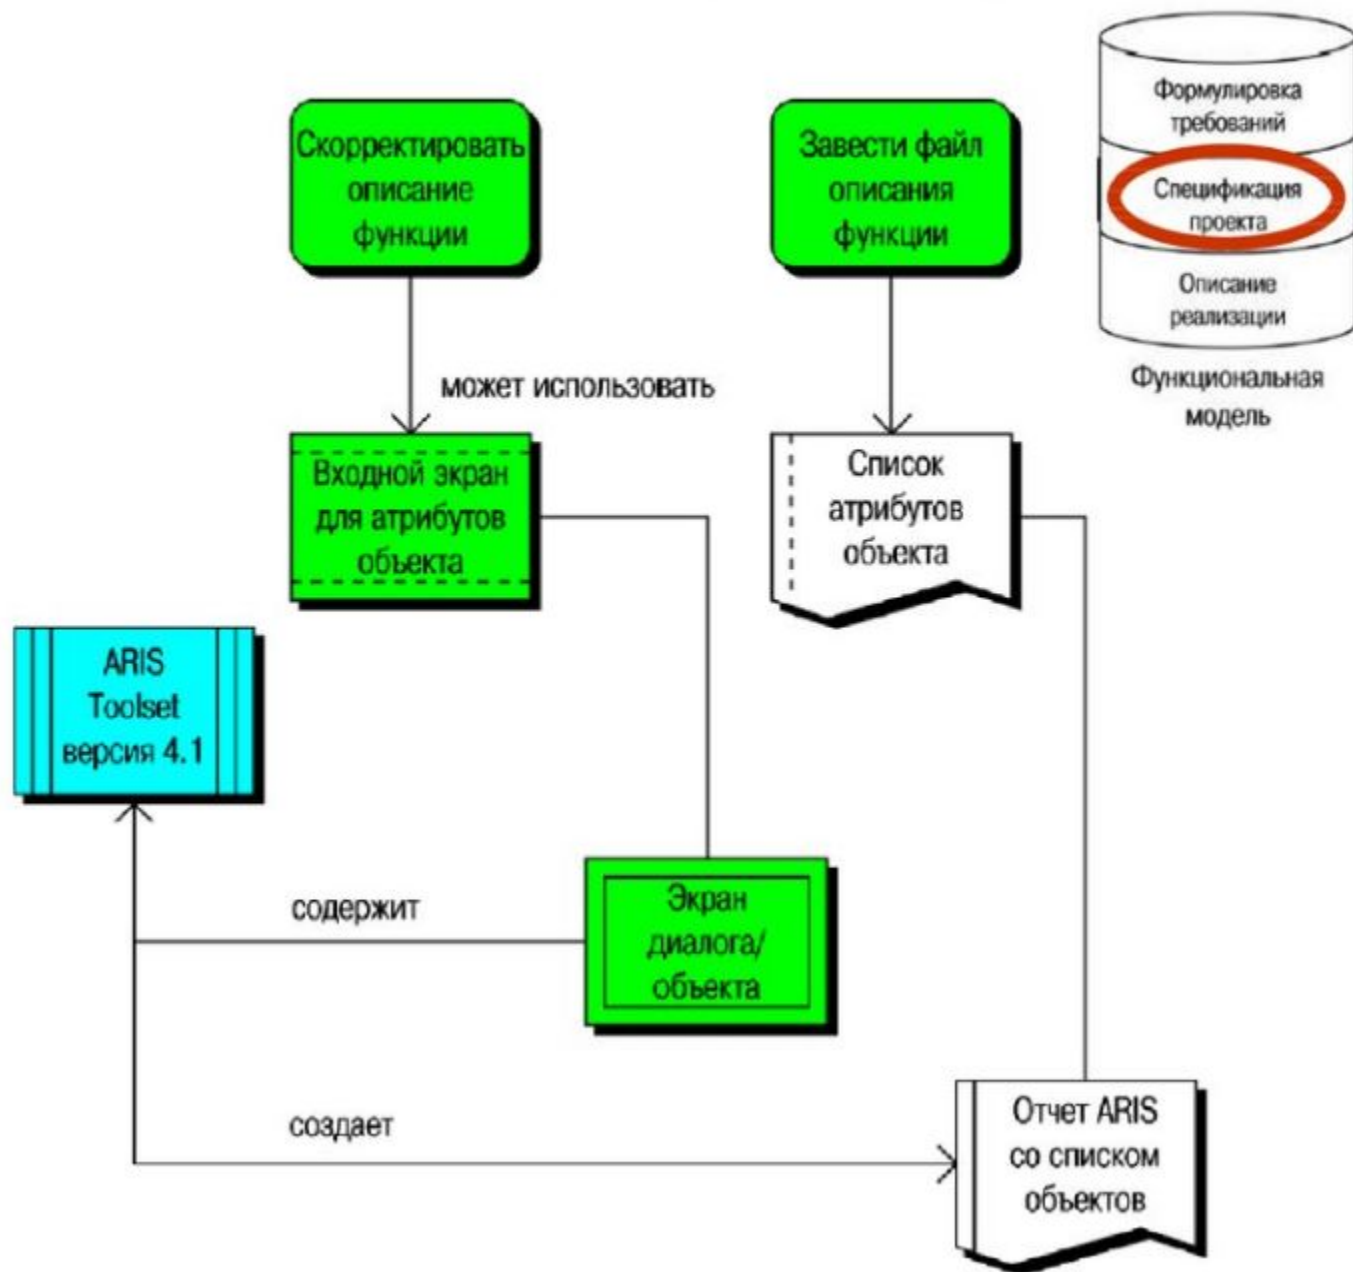 Формулировка
требований
Спецификация
проекта
Описание
реализации
Функциональная
модель
Скорректировать
описание
функции
Завести файл
описания
функции
может использовать
Входной экран
для атрибутов
объекта
Список
атрибутов
объекта
ARIS
Toolset
версия 4.1
содержит
Экран
диалога/
объекта
создает
Отчет ARIS
со списком
объектов